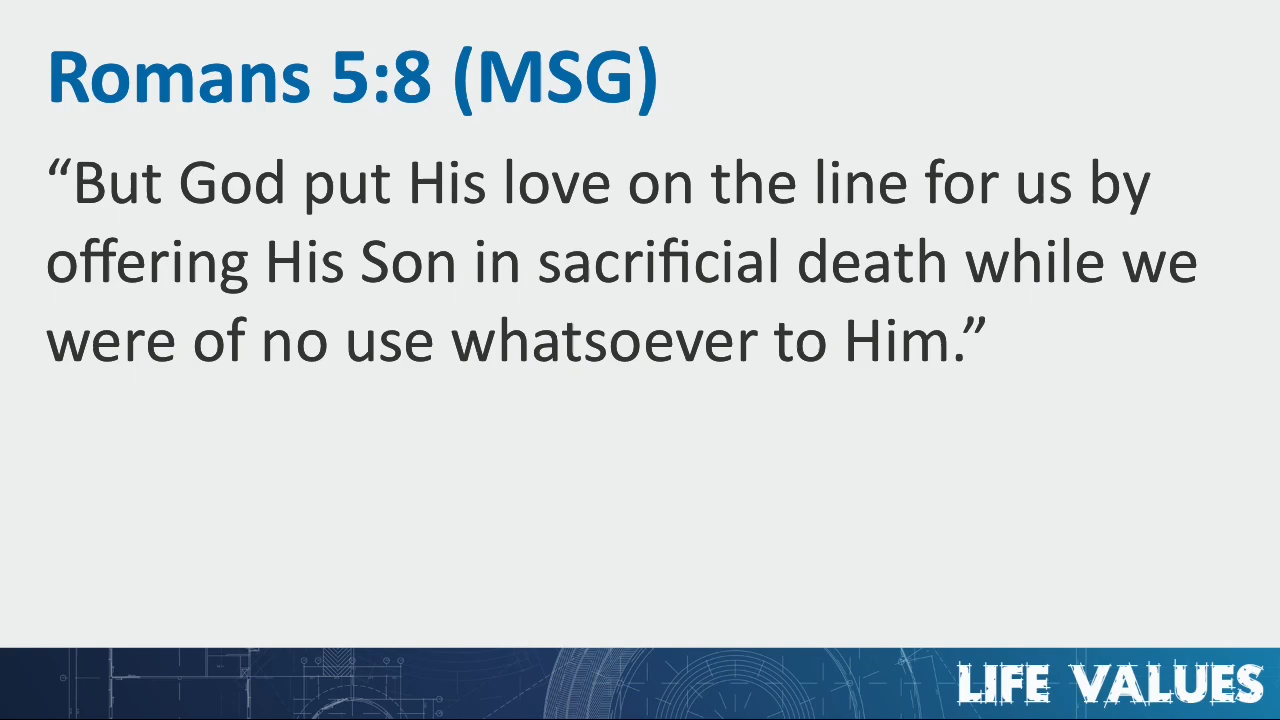 Romans 5:8 (MSG)
“But God put His love on the line for us by
offering His Son in sacrificial death while we
were of no use whatsoever to Him.”
LIFE VALUES